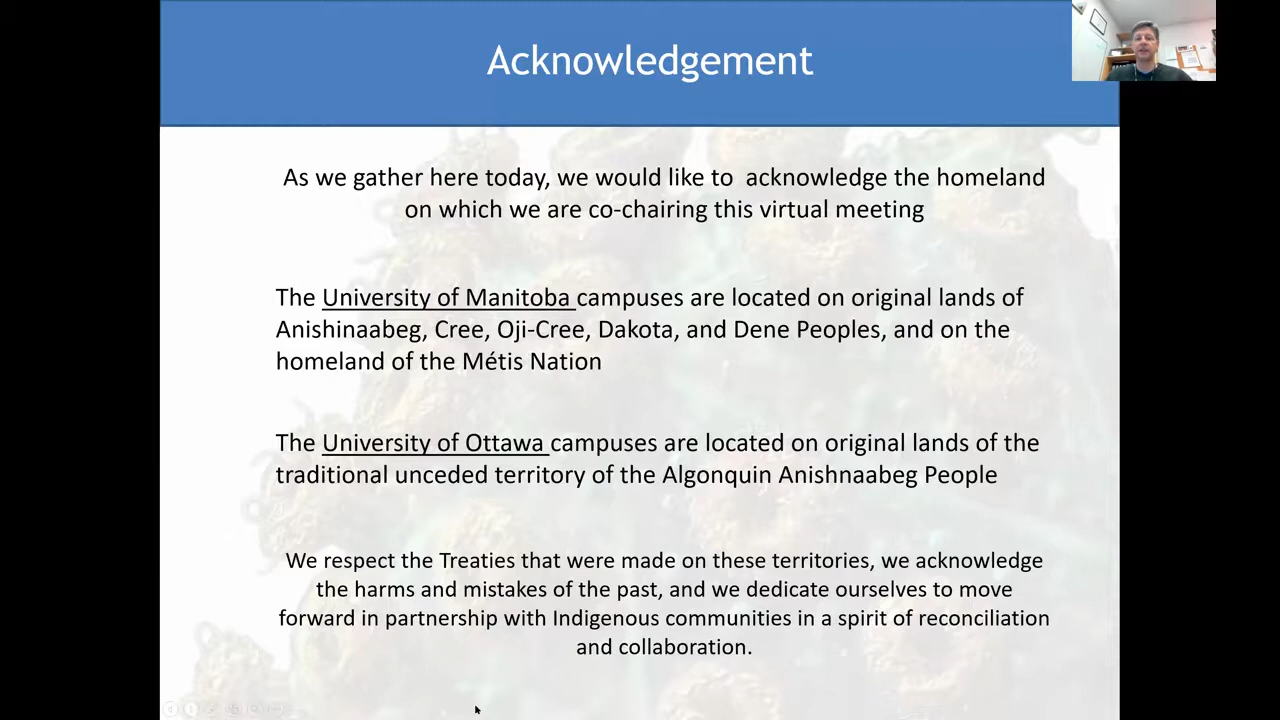 Acknowledgement
As we gather here today, we would like to  acknowledge the homeland
on which we are co-chairing this virtual meeting
The University of Manitoba campuses are located on original lands of
Anishinaabeg, Cree, Oji-Cree, Dakota, and Dene Peoples, and on the
homeland of the Métis Nation
The University of Ottawa campuses are located on original lands of the
traditional unceded territory of the Algonquin Anishnaabeg People
We respect the Treaties that were made on these territories, we acknowledge
the harms and mistakes of the past, and we dedicate ourselves to move
forward in partnership with Indigenous communities in a spirit of reconciliation
and collaboration.